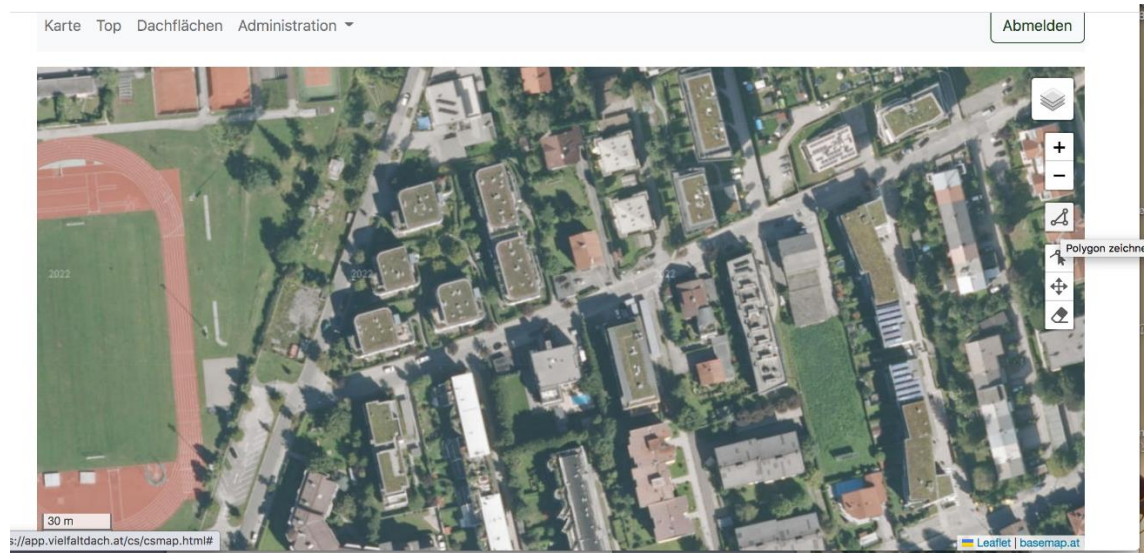 Karte Top Dachflächen Administration Abmelden
+
−
Polygon zeichne
2022 2022 2022
30 m
s://app.vielfaltdach.at/cs/csmap.html#
Leaflet | basemap.at